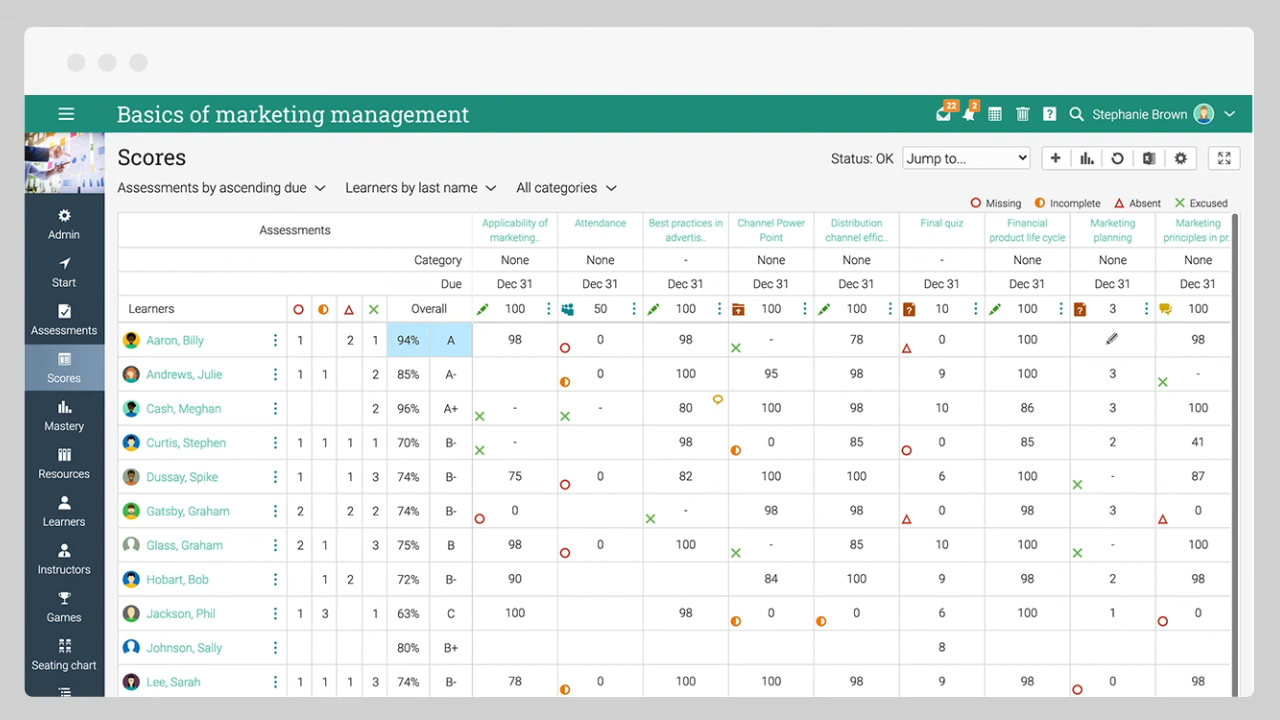 Basics of marketing management
22
2
?
Stephanie Brown
Scores
Status: OK
Jump to...
Assessments by ascending due
Learners by last name
All categories
Missing
Incomplete
Absent
Excused
Admin
Start
Assessments
Scores
Mastery
Resources
Learners
Instructors
Games
Seating chart
Assessments Applicability of marketing.. Attendance Best practices in advertis.. Channel Power Point Distribution channel effic.. Final quiz Financial product life cycle Marketing planning Marketing principles in pr.
Category None None - None None - None None None
Due Dec 31 Dec 31 Dec 31 Dec 31 Dec 31 Dec 31 Dec 31 Dec 31 Dec 31
Learners Overall 100 50 100 100 100 ? 10 100 ? 3 100
Aaron, Billy 1 2 1 94% A 98 0 98 - 78 0 100 98
Andrews, Julie 1 1 2 85% A- 0 100 95 98 9 100 3 -
Cash, Meghan 2 96% A+ - - 80 100 98 10 86 3 100
Curtis, Stephen 1 1 1 1 70% B- - 98 0 85 0 85 2 41
Dussay, Spike 1 1 3 74% B- 75 0 82 100 100 6 100 - 87
Gatsby, Graham 2 2 2 74% B- 0 - 98 98 0 98 3 0
Glass, Graham 2 1 3 75% B 98 0 100 - 85 10 100 - 100
Hobart, Bob 1 2 72% B- 90 84 100 9 98 2 98
Jackson, Phil 1 3 1 63% C 100 98 0 0 6 100 1 0
Johnson, Sally 80% B+ 8
Lee, Sarah 1 1 1 3 74% B- 78 0 100 100 98 9 98 0 98